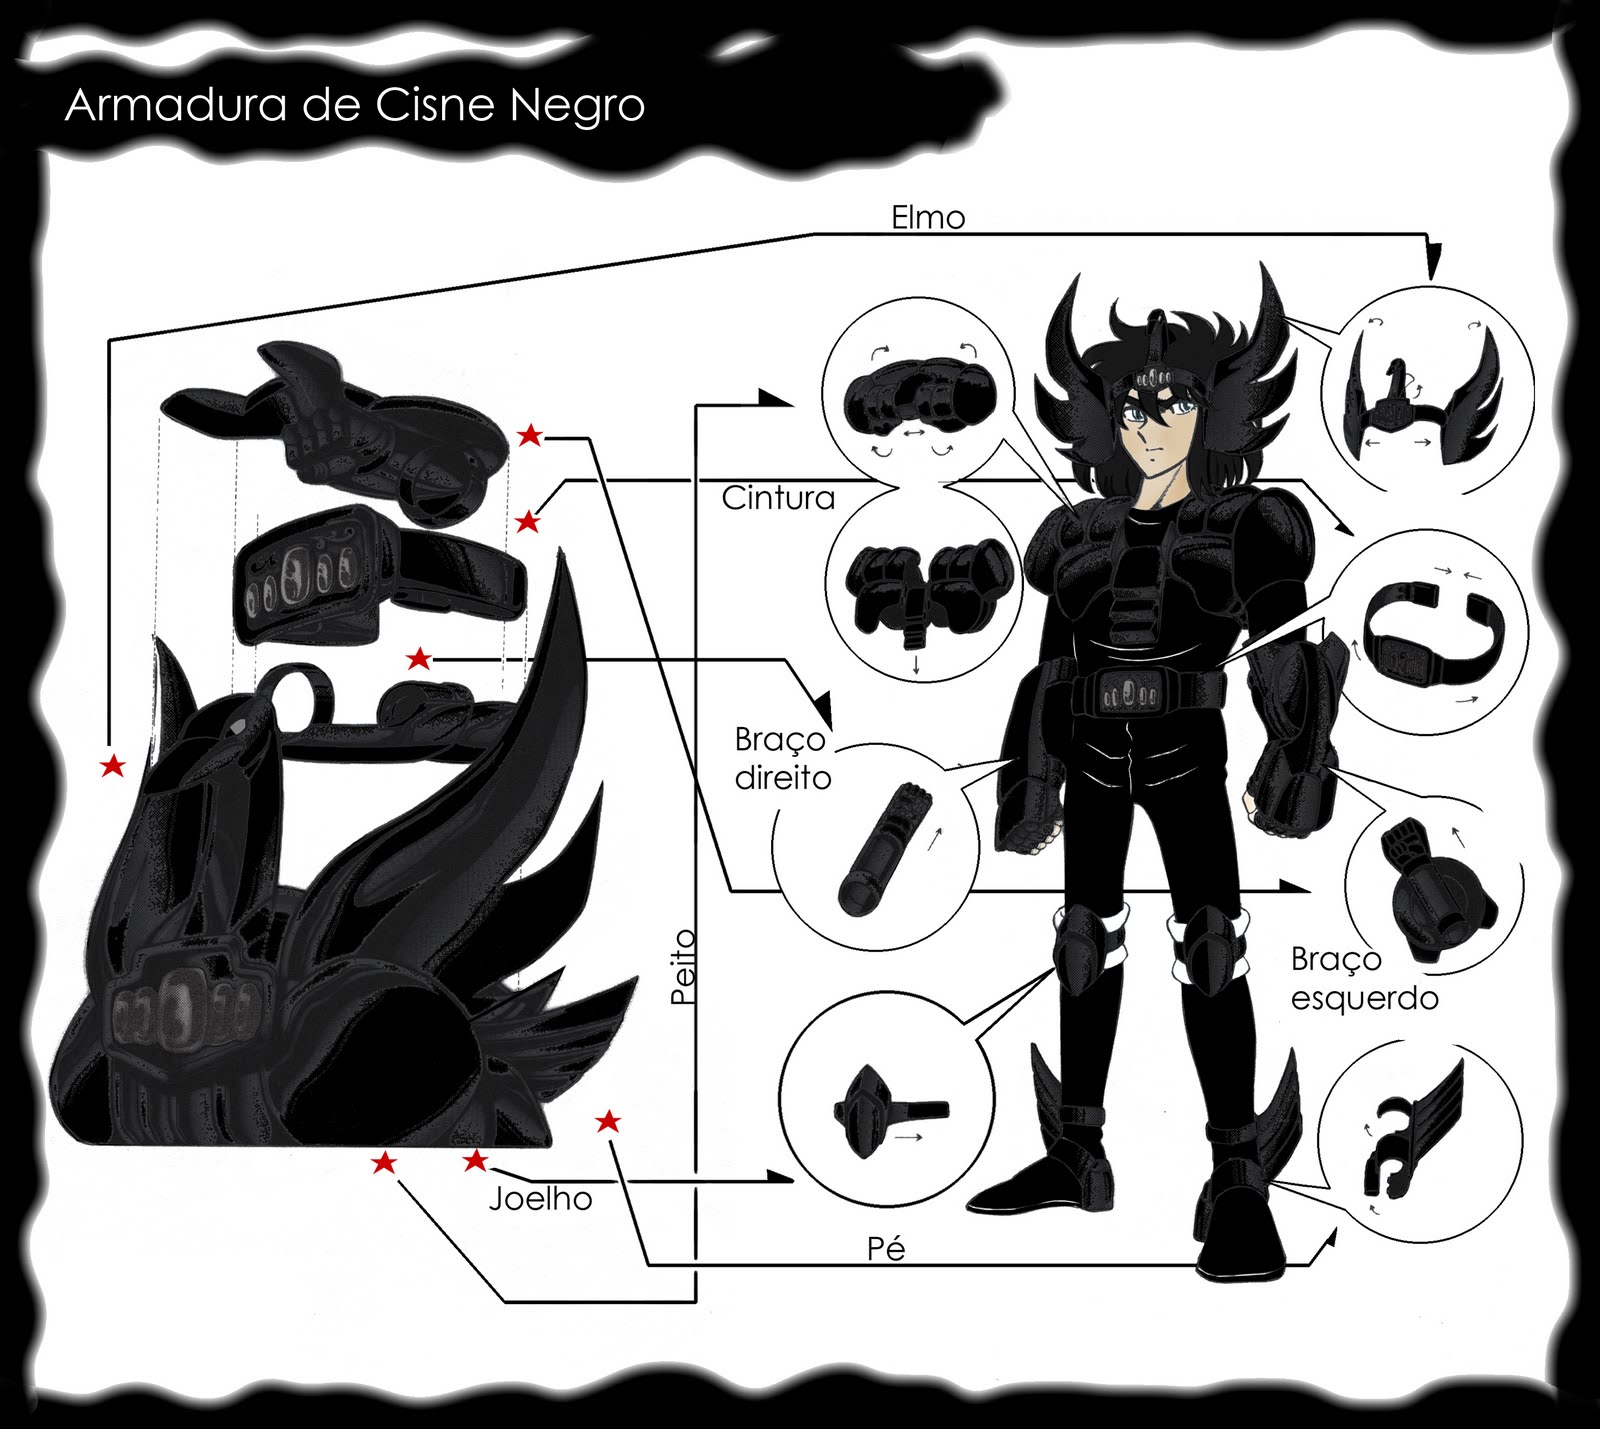 Armadura de Cisne Negro
Elmo
Cintura
Braço
direito
Peito
Braço
esquerdo
Joelho
Pé